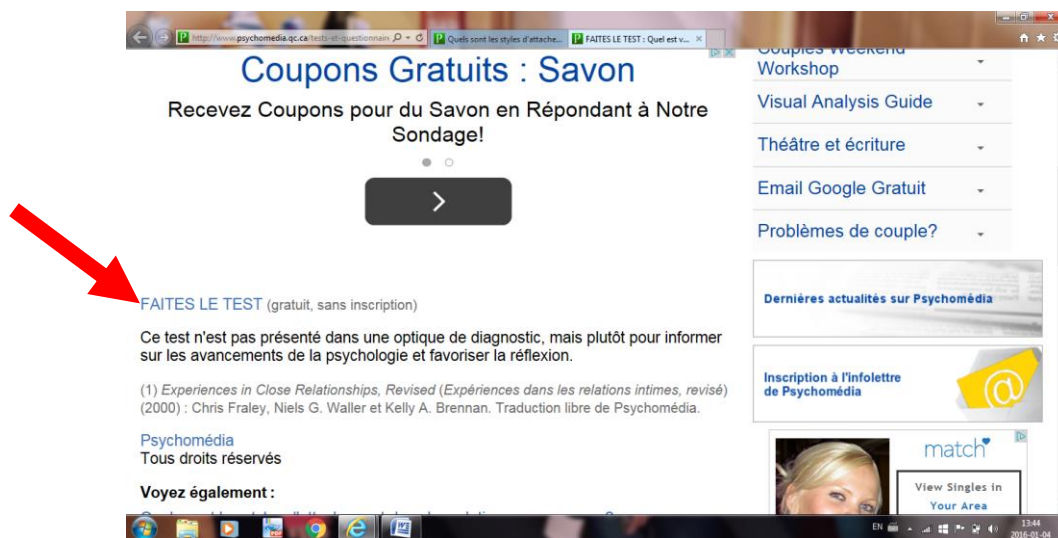 http://www.psychomedia.qc.ca/tests-et-questionnain
Quels sont les styles d'attache...
FAITES LE TEST : Quel est v...
Coupons Gratuits : Savon
Recevez Coupons pour du Savon en Répondant à Notre
Sondage!
FAITES LE TEST (gratuit, sans inscription)
Ce test n'est pas présenté dans une optique de diagnostic, mais plutôt pour informer
sur les avancements de la psychologie et favoriser la réflexion.
(1) Experiences in Close Relationships, Revised (Expériences dans les relations intimes, revisé)
(2000) : Chris Fraley, Niels G. Waller et Kelly A. Brennan. Traduction libre de Psychomédia.
Psychomédia
Tous droits réservés
Voyez également :
Couples Weekend
Workshop
Visual Analysis Guide
Théâtre et écriture
Email Google Gratuit
Problèmes de couple?
Dernières actualités sur Psychomédia
Inscription à l'infolettre
de Psychomédia
match
View Singles in
Your Area
EN
13:44
2016-01-04